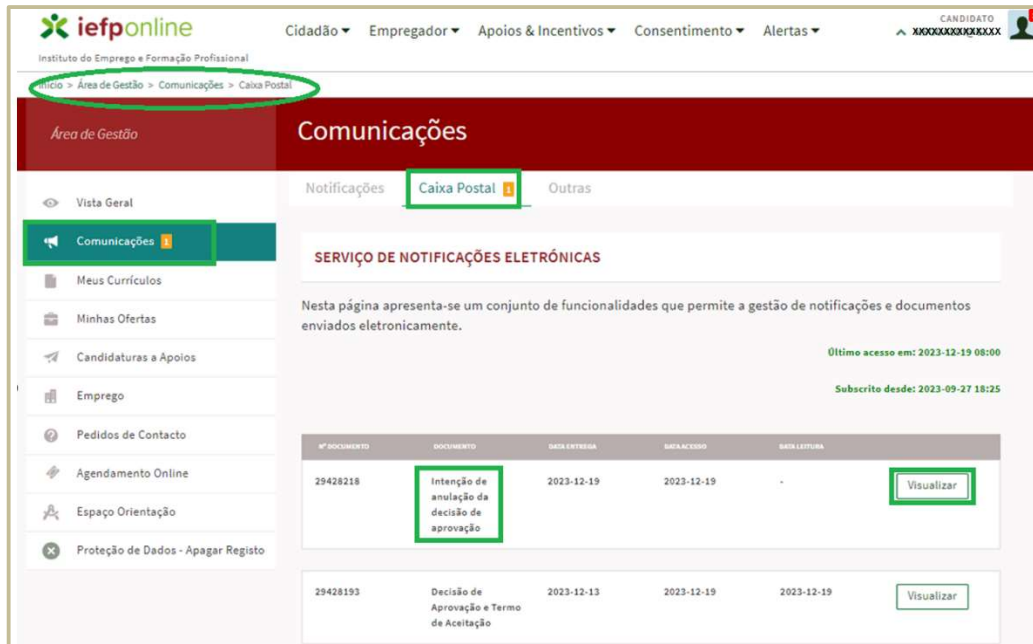 iefponline
Instituto do Emprego e Formação Profissional
Cidadão Empregador Apoios & Incentivos Consentimento Alertas
CANDIDATO
XXXXXXXXXXXXXX
Início > Área de Gestão > Comunicações > Caixa Postal
Área de Gestão
Comunicações
Vista Geral
Comunicações 1
Meus Currículos
Minhas Ofertas
Candidaturas a Apoios
Emprego
Pedidos de Contacto
Agendamento Online
Espaço Orientação
Proteção de Dados - Apagar Registo
Notificações Caixa Postal 1 Outras
SERVIÇO DE NOTIFICAÇÕES ELETRÓNICAS
Nesta página apresenta-se um conjunto de funcionalidades que permite a gestão de notificações e documentos
enviados eletronicamente.
Último acesso em: 2023-12-19 08:00
Subscrito desde: 2023-09-27 18:25
Nº DOCUMENTO DOCUMENTO DATA ENTREGA DATA ACESSO DATA LEITURA
29428218 Intenção de 2023-12-19 2023-12-19 - Visualizar
anulação da
decisão de
aprovação
29428193 Decisão de 2023-12-13 2023-12-19 2023-12-19 Visualizar
Aprovação e Termo
de Aceitação